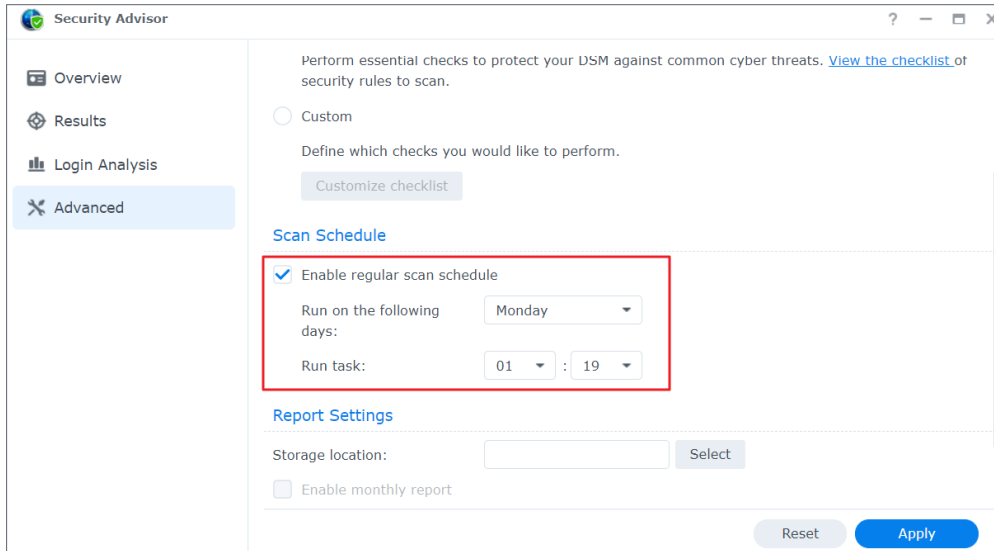 Security Advisor
?
Overview
Results
Login Analysis
Advanced
Perform essential checks to protect your DSM against common cyber threats. View the checklist of
security rules to scan.
Custom
Define which checks you would like to perform.
Customize checklist
Scan Schedule
Enable regular scan schedule
Run on the following
days:
Monday
Run task:
01 : 19
Report Settings
Storage location:
Select
Enable monthly report
Reset
Apply